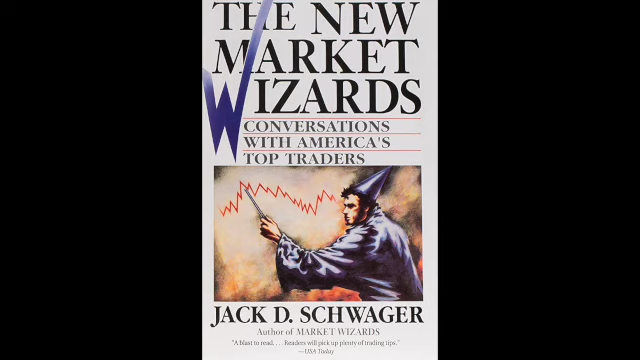 THE NEW
MARKET
WIZARDS
CONVERSATIONS
WITH AMERICA'S
TOP TRADERS
JACK D. SCHWAGER
Author of MARKET WIZARDS
"A blast to read.... Readers will pick up plenty of trading tips."
—USA Today